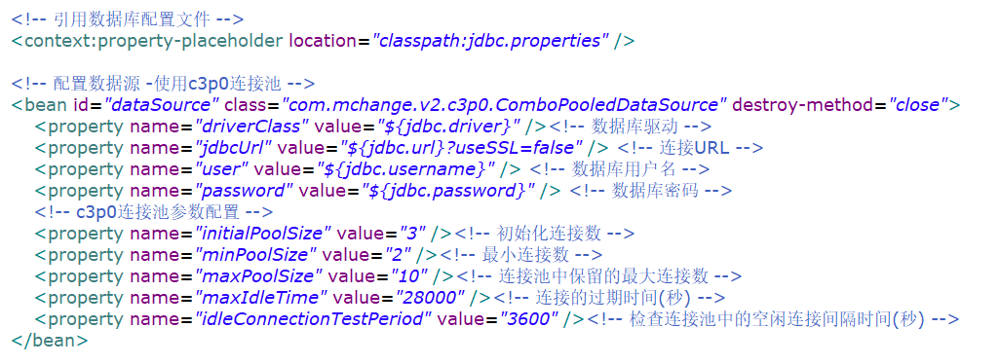 <!-- 引用数据库配置文件 -->
<context:property-placeholder location="classpath:jdbc.properties" />
<!-- 配置数据源 -使用c3p0连接池 -->
<bean id="dataSource" class="com.mchange.v2.c3p0.ComboPooledDataSource" destroy-method="close">
<property name="driverClass" value="${jdbc.driver}" /><!-- 数据库驱动 -->
<property name="jdbcUrl" value="${jdbc.url}?useSSL=false" /> <!-- 连接URL -->
<property name="user" value="${jdbc.username}" /> <!-- 数据库用户名 -->
<property name="password" value="${jdbc.password}" /> <!-- 数据库密码 -->
<!-- c3p0连接池参数配置 -->
<property name="initialPoolSize" value="3" /><!-- 初始化连接数 -->
<property name="minPoolSize" value="2" /><!-- 最小连接数 -->
<property name="maxPoolSize" value="10" /><!-- 连接池中保留的最大连接数 -->
<property name="maxIdleTime" value="28000" /><!-- 连接的过期时间(秒) -->
<property name="idleConnectionTestPeriod" value="3600" /><!-- 检查连接池中的空闲连接间隔时间(秒) -->
</bean>